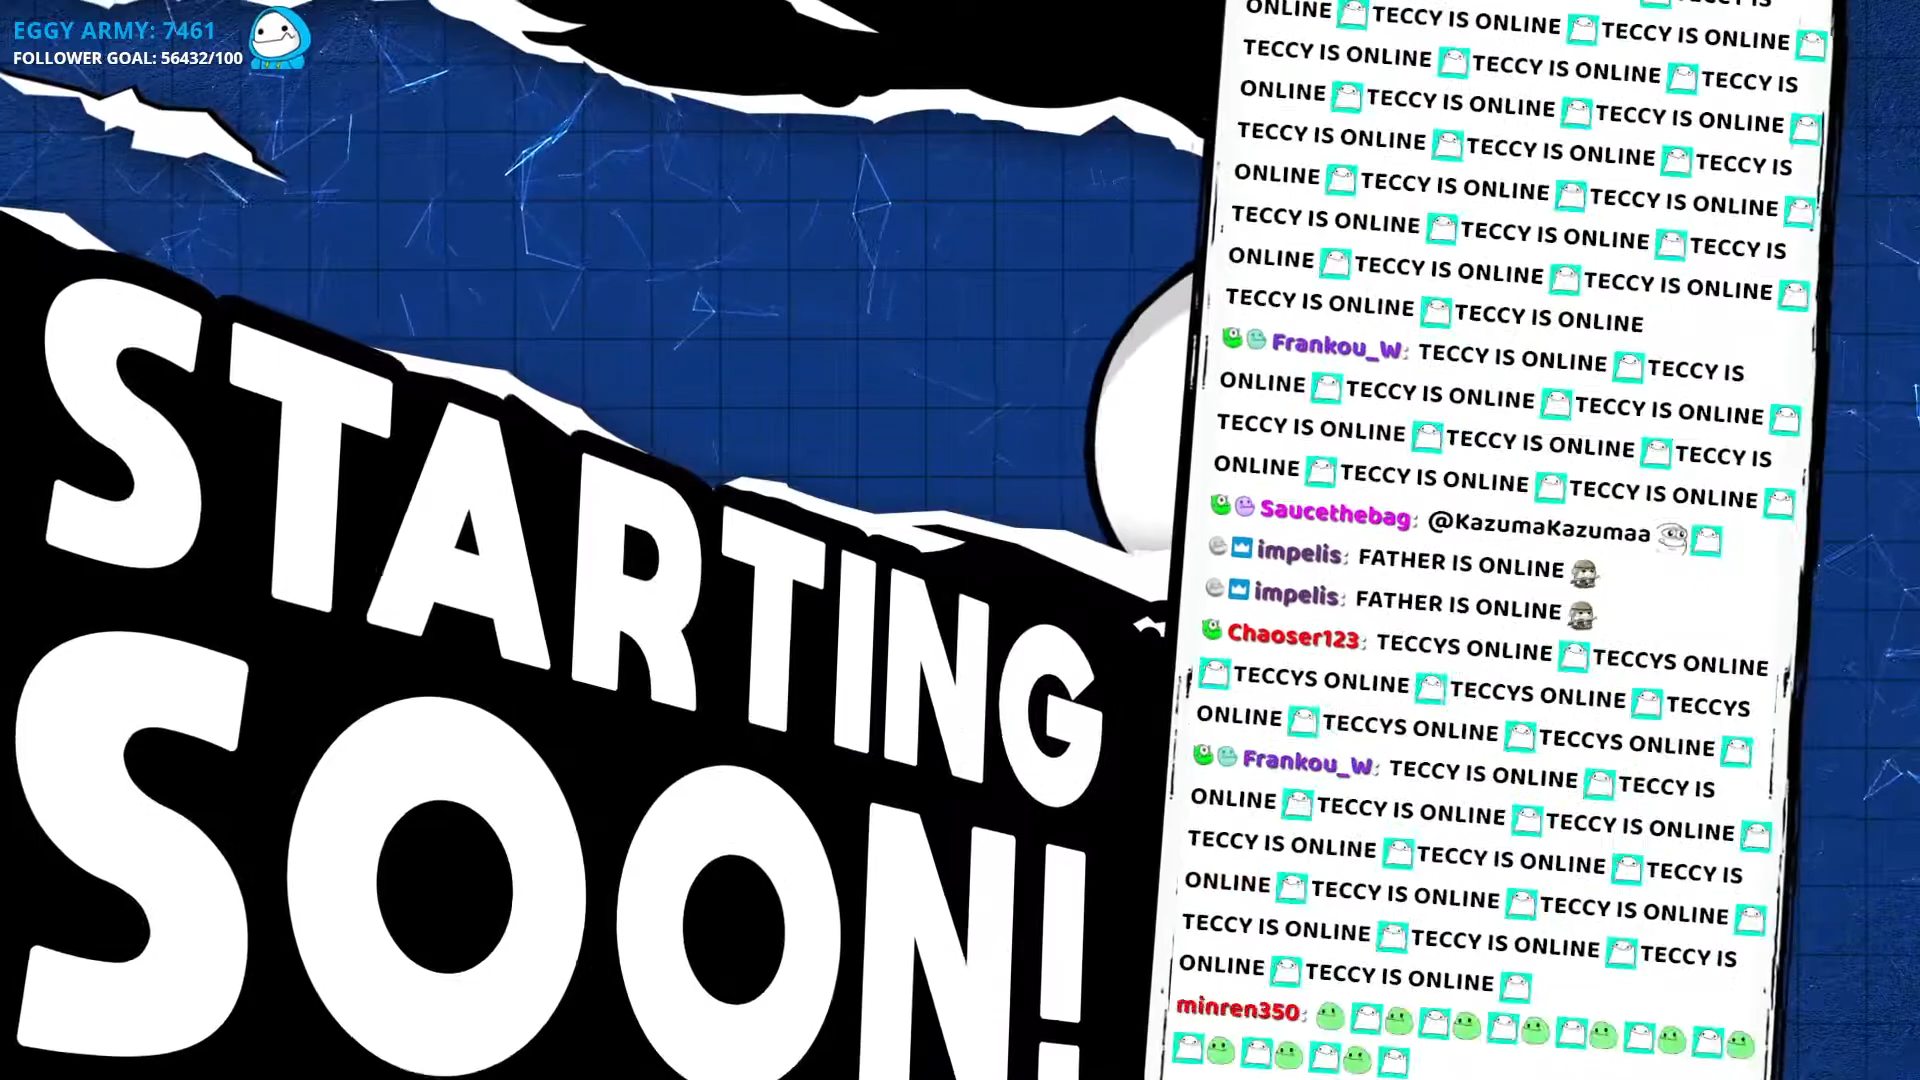 EGGY ARMY: 7461
FOLLOWER GOAL: 56432/100
STARTING
SOON!
ONLINE TECCY IS ONLINE TECCY IS ONLINE
TECCY IS ONLINE TECCY IS ONLINE TECCY IS
ONLINE TECCY IS ONLINE TECCY IS ONLINE
TECCY IS ONLINE TECCY IS ONLINE TECCY IS
ONLINE TECCY IS ONLINE TECCY IS ONLINE
TECCY IS ONLINE TECCY IS ONLINE TECCY IS
ONLINE TECCY IS ONLINE TECCY IS ONLINE
TECCY IS ONLINE TECCY IS ONLINE
Frankou_W: TECCY IS ONLINE TECCY IS
ONLINE TECCY IS ONLINE TECCY IS ONLINE
TECCY IS ONLINE TECCY IS ONLINE TECCY IS
ONLINE TECCY IS ONLINE TECCY IS ONLINE
Saucethebag: @KazumaKazumaa
impelis: FATHER IS ONLINE
impelis: FATHER IS ONLINE
Chaoser123: TECCYS ONLINE TECCYS ONLINE
TECCYS ONLINE TECCYS ONLINE TECCYS
ONLINE TECCYS ONLINE TECCYS ONLINE
Frankou_W: TECCY IS ONLINE TECCY IS
ONLINE TECCY IS ONLINE TECCY IS ONLINE
TECCY IS ONLINE TECCY IS ONLINE TECCY IS
ONLINE TECCY IS ONLINE TECCY IS ONLINE
TECCY IS ONLINE TECCY IS ONLINE TECCY IS
ONLINE TECCY IS ONLINE
minren350: